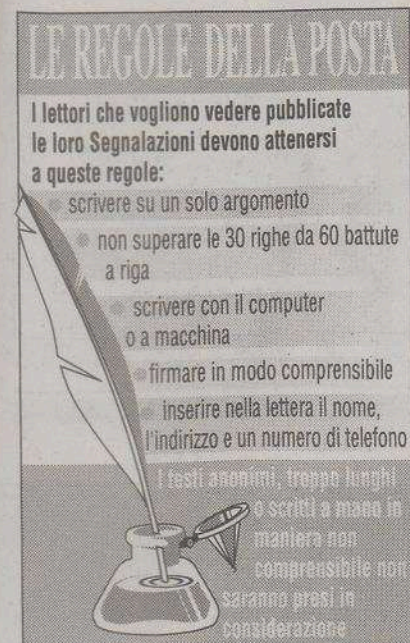 LE REGOLE DELLA POSTA
I lettori che vogliono vedere pubblicate
le loro Segnalazioni devono attenersi
a queste regole:
scrivere su un solo argomento
non superare le 30 righe da 60 battute
a riga
scrivere con il computer
o a macchina
firmare in modo comprensibile
inserire nella lettera il nome,
l'indirizzo e un numero di telefono
I testi anonimi, troppo lunghi
o scritti a mano in
maniera non
comprensibile non
saranno presi in
considerazione